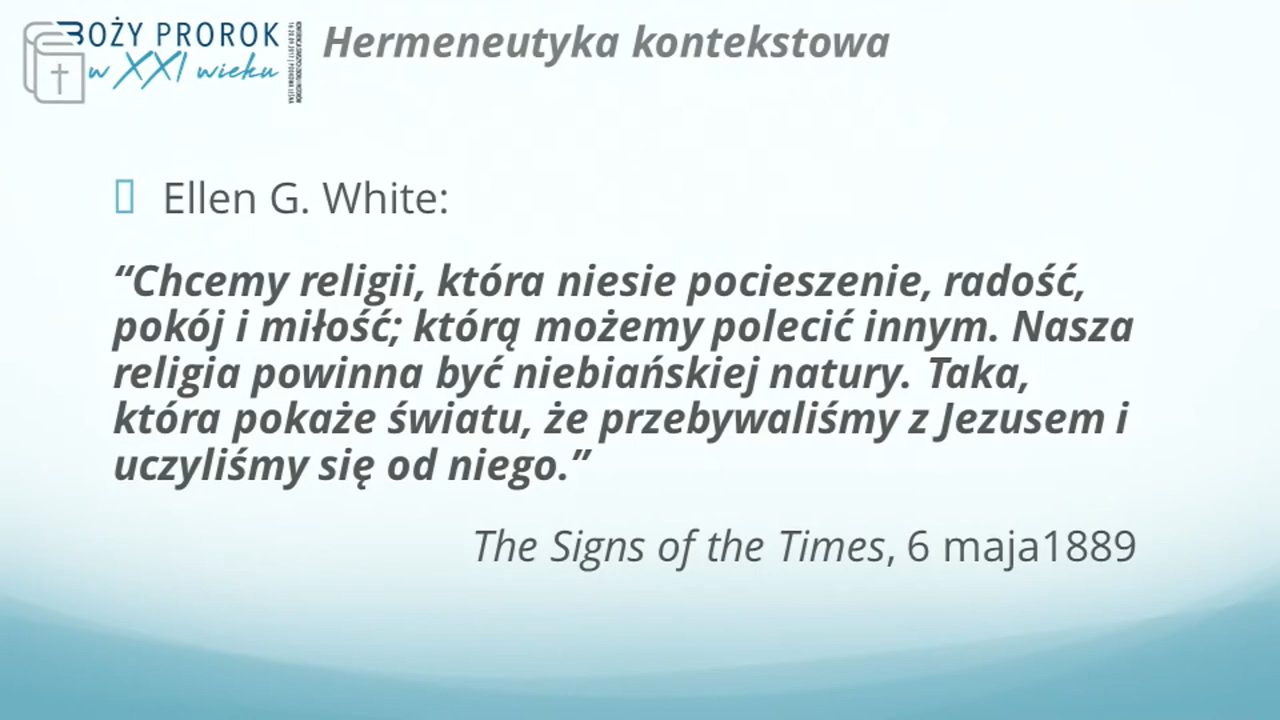 BOŻY PROROK
w XXI wieku
Hermeneutyka kontekstowa
Ellen G. White:
“Chcemy religii, która niesie pocieszenie, radość,
pokój i miłość; którą możemy polecić innym. Nasza
religia powinna być niebiańskiej natury. Taka,
która pokaże światu, że przebywaliśmy z Jezusem i
uczyliśmy się od niego.”
The Signs of the Times, 6 maja1889